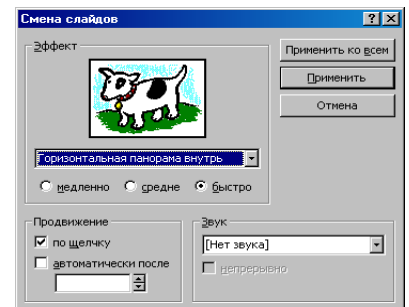 Смена слайдов
Эффект
Применить ко всем
Применить
Отмена
Горизонтальная панорама внутрь
медленно средне быстро
Продвижение
по щелчку
автоматически после
Звук
[Нет звука]
непрерывно